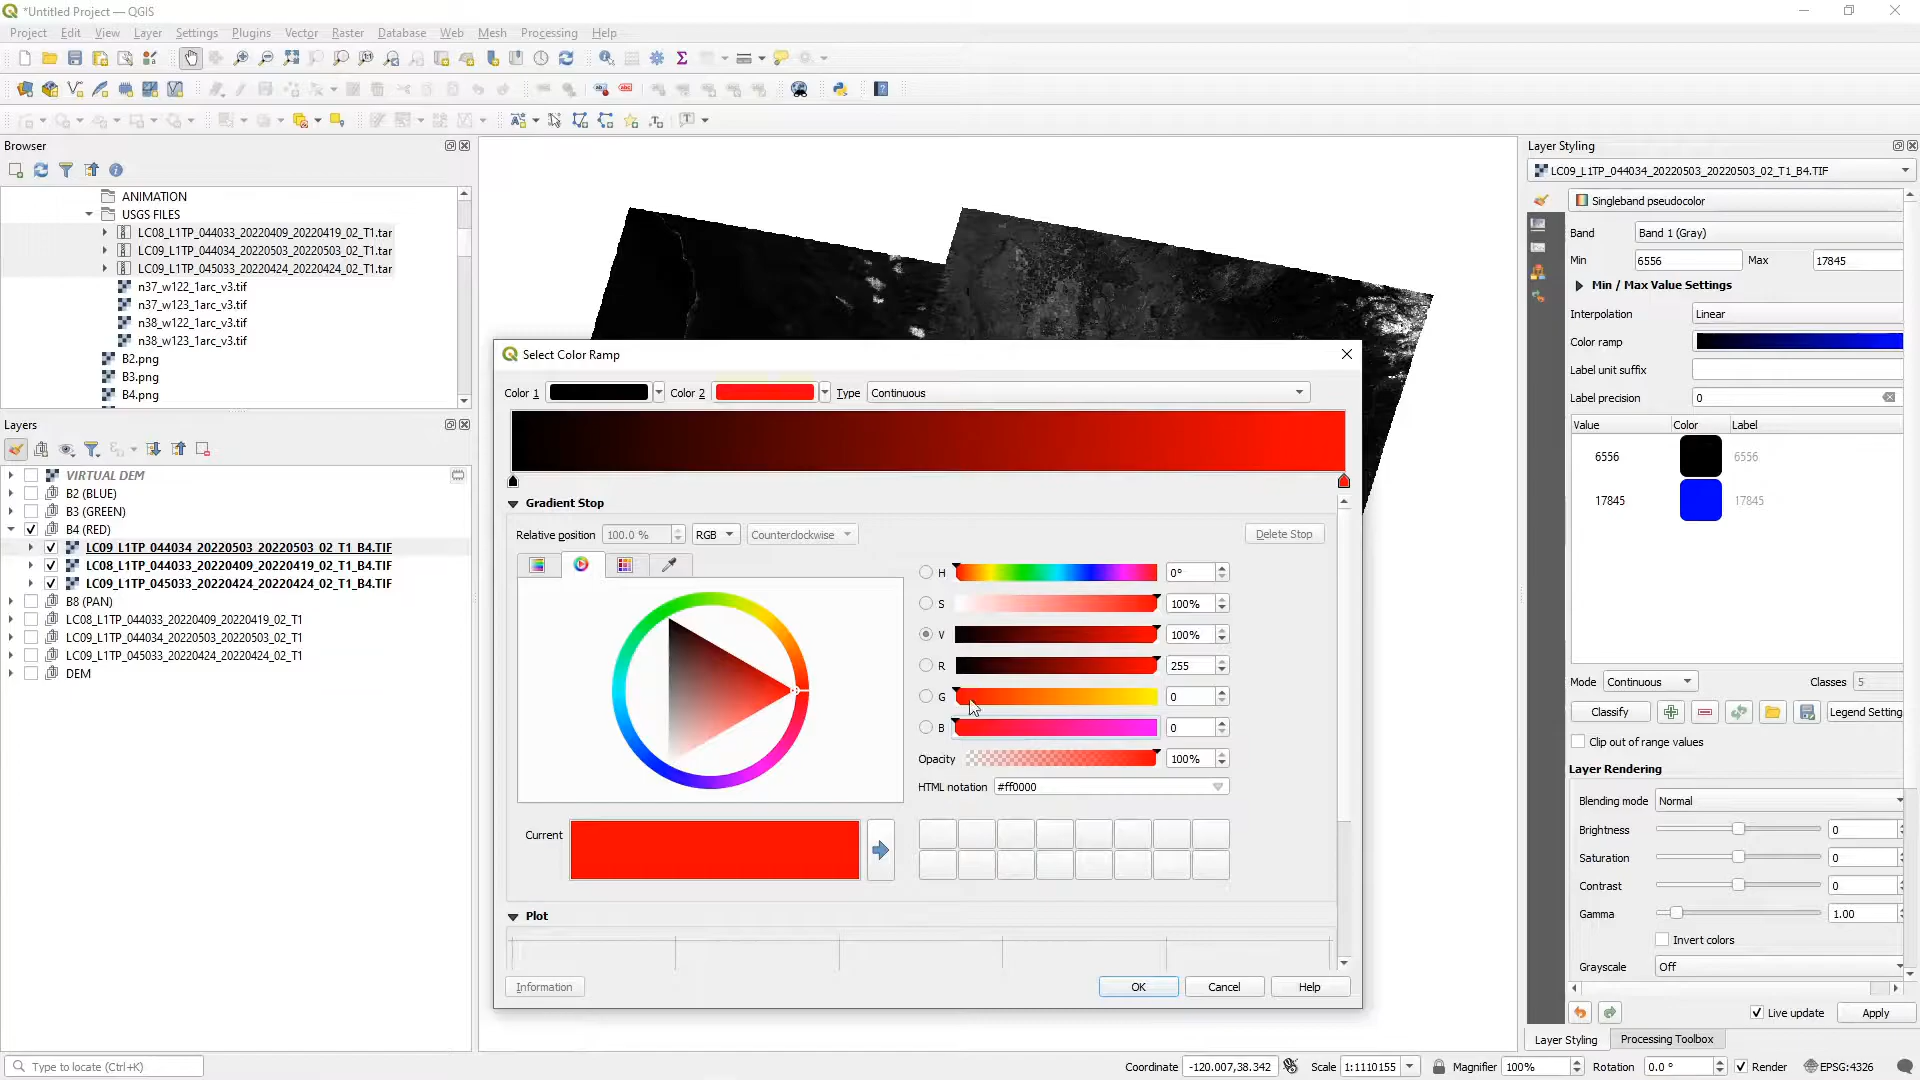 *Untitled Project — QGIS
Project Edit View Layer Settings Plugins Vector Raster Database Web Mesh Processing Help
Browser
ANIMATION
USGS FILES
LC08_L1TP_044033_20220409_20220419_02_T1.tar
LC09_L1TP_044034_20220503_20220503_02_T1.tar
LC09_L1TP_045033_20220424_20220424_02_T1.tar
n37_w122_1arc_v3.tif
n37_w123_1arc_v3.tif
n38_w122_1arc_v3.tif
n38_w123_1arc_v3.tif
B2.png
B3.png
B4.png
Layers
VIRTUAL DEM
B2 (BLUE)
B3 (GREEN)
B4 (RED)
LC09_L1TP_044034_20220503_20220503_02_T1_B4.TIF
LC08_L1TP_044033_20220409_20220419_02_T1_B4.TIF
LC09_L1TP_045033_20220424_20220424_02_T1_B4.TIF
B8 (PAN)
LC08_L1TP_044033_20220409_20220419_02_T1
LC09_L1TP_044034_20220503_20220503_02_T1
LC09_L1TP_045033_20220424_20220424_02_T1
DEM
Select Color Ramp
Color 1 Color 2 Type Continuous
Gradient Stop
Relative position 100.0 % RGB Counterclockwise Delete Stop
H 0°
S 100%
V 100%
R 255
G 0
B 0
Opacity 100%
HTML notation #ff0000
Current
Plot
Information OK Cancel Help
Layer Styling
LC09_L1TP_044034_20220503_20220503_02_T1_B4.TIF
Singleband pseudocolor
Band Band 1 (Gray)
Min 6556 Max 17845
Min / Max Value Settings
Interpolation Linear
Color ramp
Label unit suffix
Label precision 0
Value Color Label
6556 6556
17845 17845
Mode Continuous Classes 5
Classify Legend Setting
Clip out of range values
Layer Rendering
Blending mode Normal
Brightness 0
Saturation 0
Contrast 0
Gamma 1.00
Invert colors
Grayscale Off
Live update Apply
Layer Styling Processing Toolbox
Type to locate (Ctrl+K) Coordinate -120.007,38.342 Scale 1:1110155 Magnifier 100% Rotation 0.0 ° Render EPSG:4326